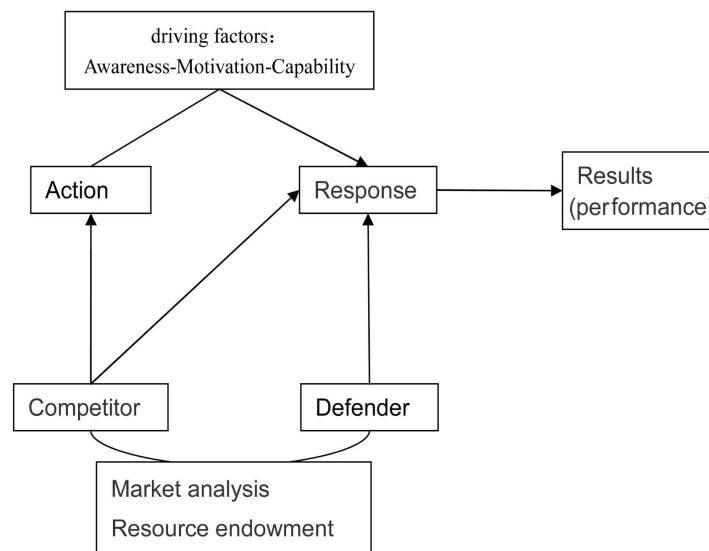 driving factors：
Awareness-Motivation-Capability
Action
Response
Results
(performance)
Competitor
Defender
Market analysis
Resource endowment